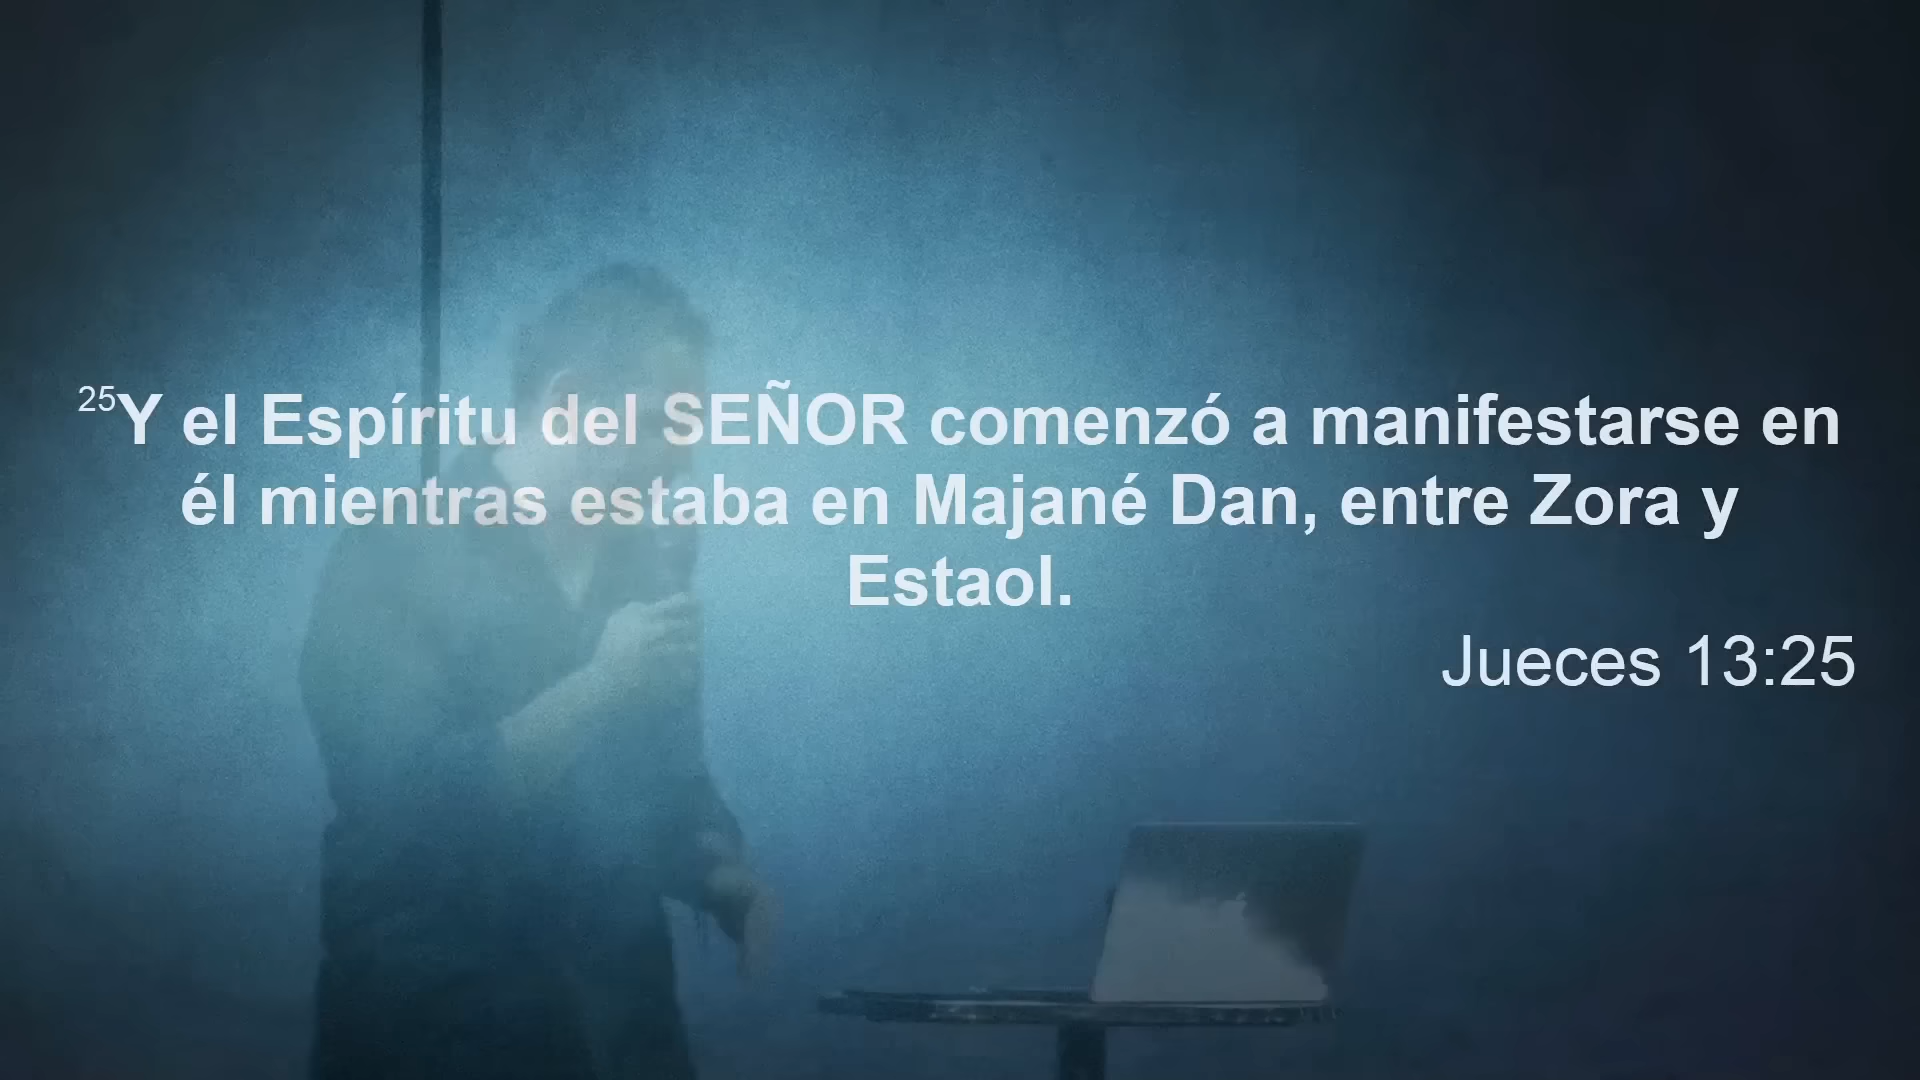 25Y el Espíritu del SEÑOR comenzó a manifestarse en
él mientras estaba en Majané Dan, entre Zora y
Estaol.
Jueces 13:25